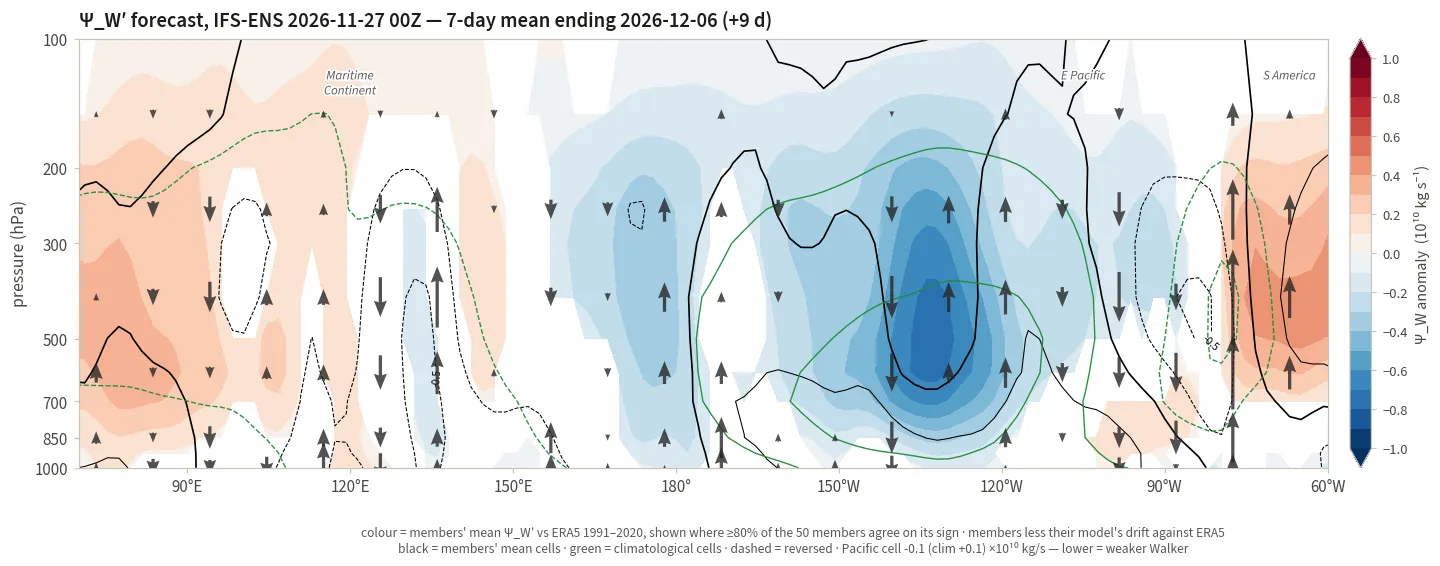 Ψ_W′ forecast, IFS-ENS 2026-11-27 00Z — 7-day mean ending 2026-12-06 (+9 d)
100
200
300
400
500
700
850
1000
pressure (hPa)
Maritime
Continent
E Pacific
S America
0.5
90°E
120°E
150°E
180°
150°W
120°W
90°W
60°W
1.0
0.8
0.6
0.4
0.2
0.0
−0.2
−0.4
−0.6
−0.8
−1.0
Ψ_W anomaly (10¹⁰ kg s⁻¹)
colour = members' mean Ψ_W′ vs ERA5 1991–2020, shown where ≥80% of the 50 members agree on its sign · members less their model's drift against ERA5
black = members' mean cells · green = climatological cells · dashed = reversed · Pacific cell -0.1 (clim +0.1) ×10¹⁰ kg/s — lower = weaker Walker